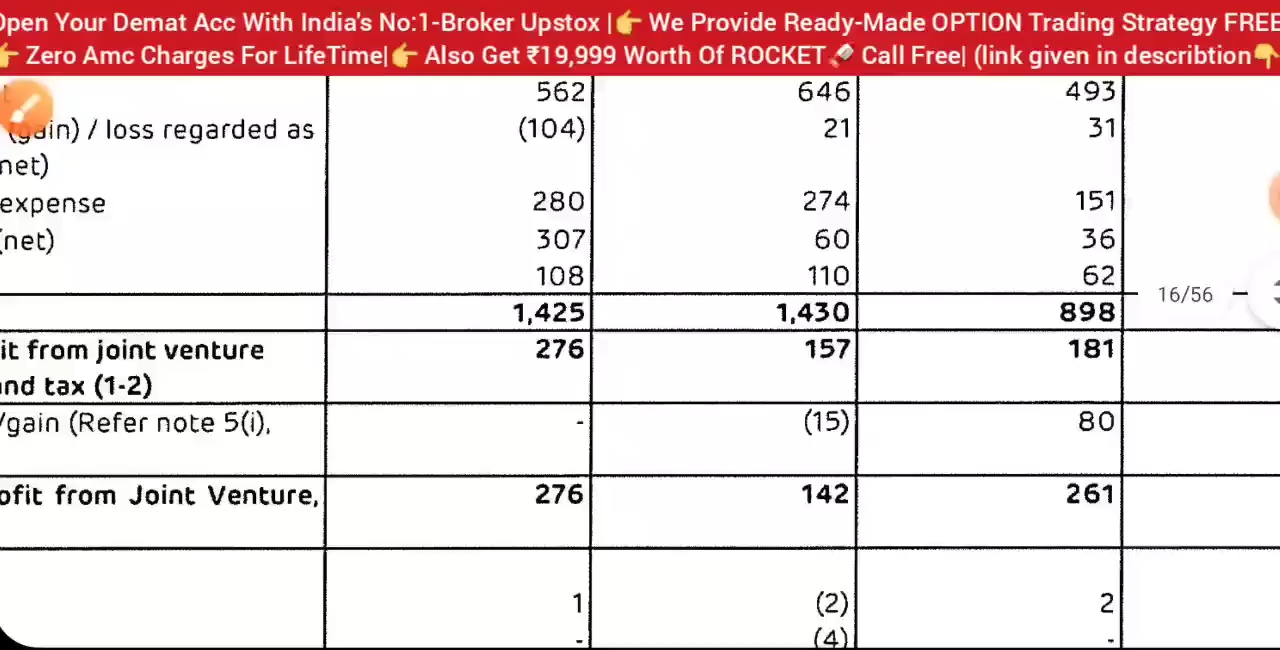 Open Your Demat Acc With India's No:1-Broker Upstox |👉 We Provide Ready-Made OPTION Trading Strategy FREE
👉 Zero Amc Charges For LifeTime|👉 Also Get ₹19,999 Worth Of ROCKET🚀 Call Free| (link given in describtion👇
562 646 493
(gain) / loss regarded as (104) 21 31
net)
expense 280 274 151
(net) 307 60 36
108 110 62
1,425 1,430 898
16/56
it from joint venture 276 157 181
and tax (1-2)
/gain (Refer note 5(i), - (15) 80
ofit from Joint Venture, 276 142 261
1 (2) 2
- (4) -